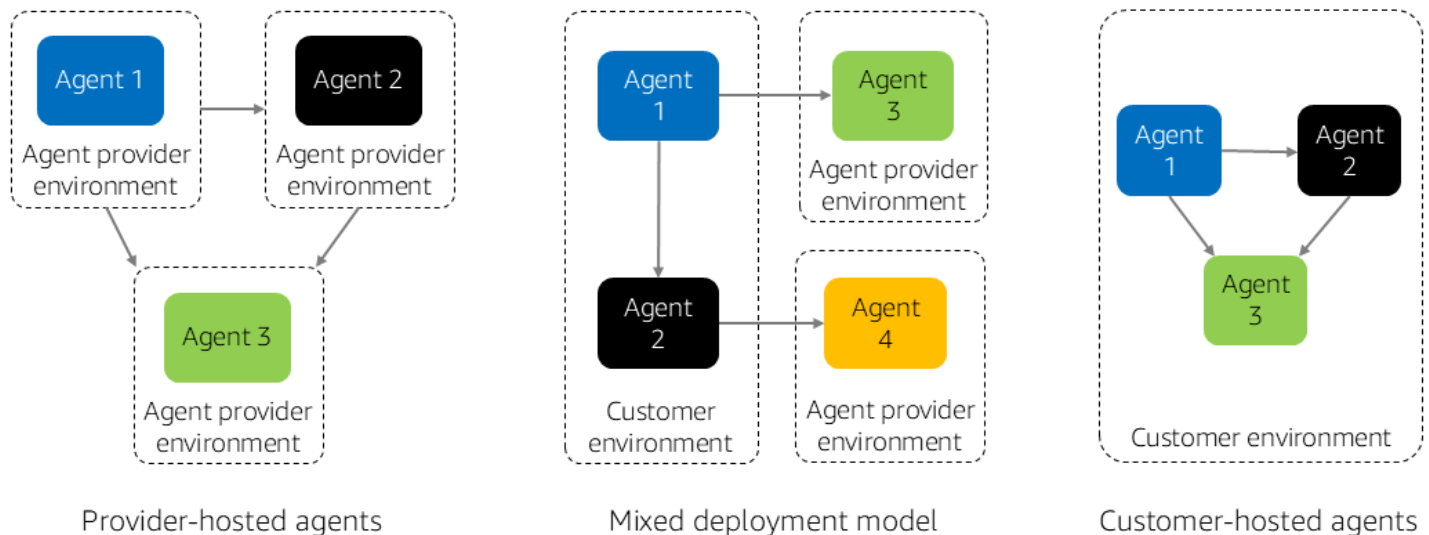 Agent 1
Agent provider
environment
Agent 2
Agent provider
environment
Agent 3
Agent provider
environment
Provider-hosted agents
Agent
1
Agent
2
Customer
environment
Agent
3
Agent provider
environment
Agent
4
Agent provider
environment
Mixed deployment model
Agent
1
Agent
2
Agent
3
Customer environment
Customer-hosted agents